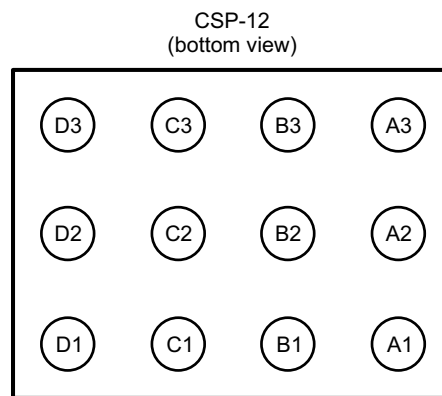 CSP-12
(bottom view)
D3 C3 B3 A3
D2 C2 B2 A2
D1 C1 B1 A1